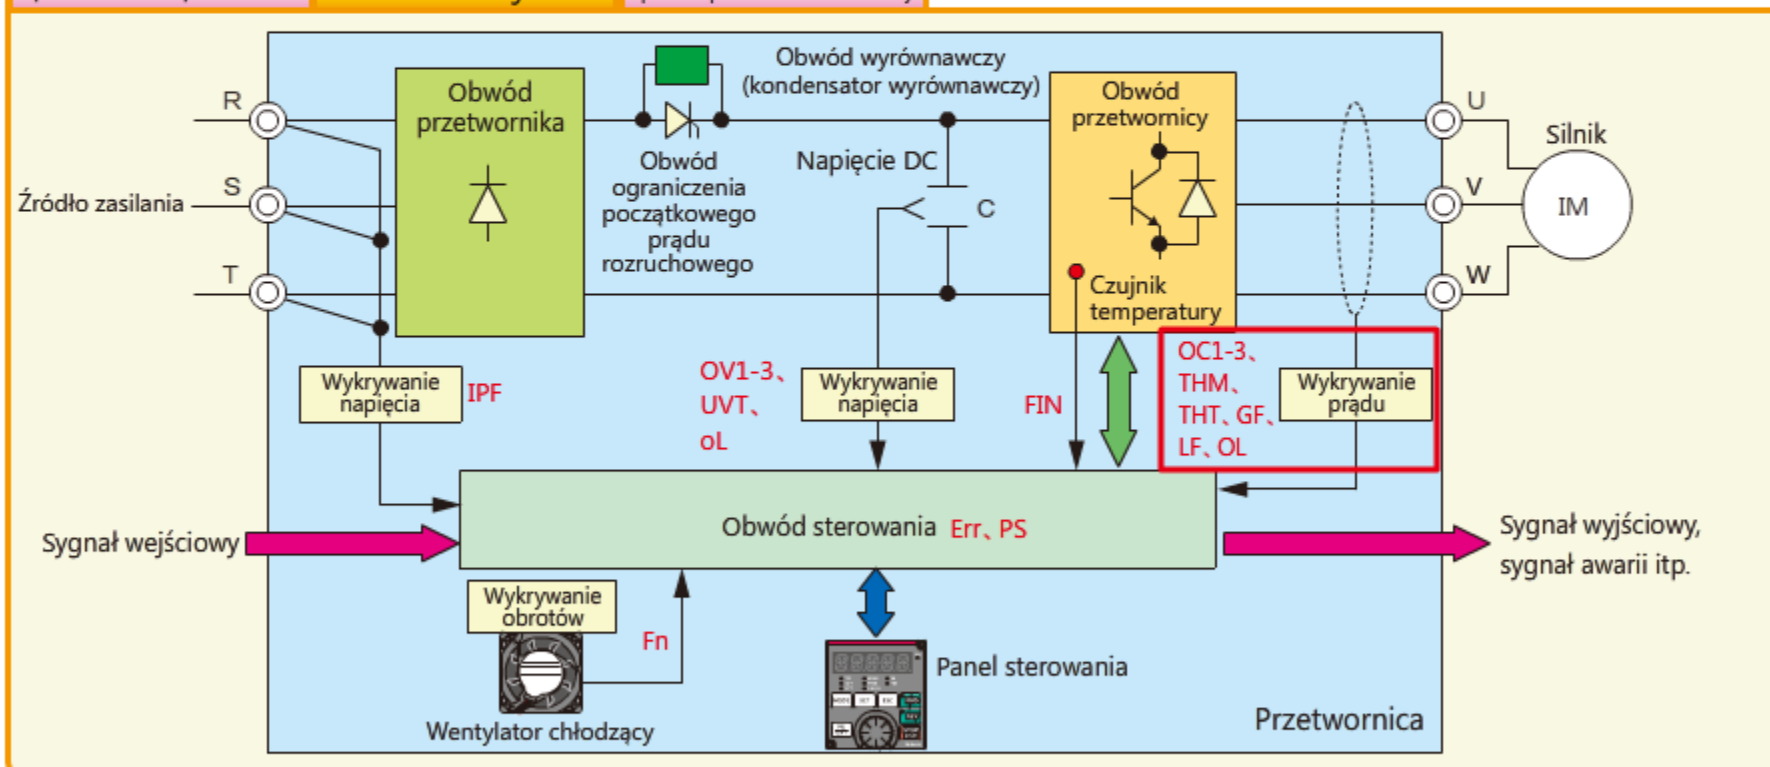 Obwód
przetwornika
Obwód wyrównawczy
(kondensator wyrównawczy)
Obwód
przetwornicy
R
S
T
Źródło zasilania
Obwód
ograniczenia
początkowego
prądu
rozruchowego
Napięcie DC
C
Czujnik
temperatury
U
V
W
Silnik
IM
Wykrywanie
napięcia
IPF
OV1-3、
UVT、
oL
Wykrywanie
napięcia
FIN
OC1-3、
THM、
THT、GF、
LF、OL
Wykrywanie
prądu
Sygnał wejściowy
Obwód sterowania Err、PS
Sygnał wyjściowy,
sygnał awarii itp.
Wykrywanie
obrotów
Fn
Wentylator chłodzący
Panel sterowania
Przetwornica